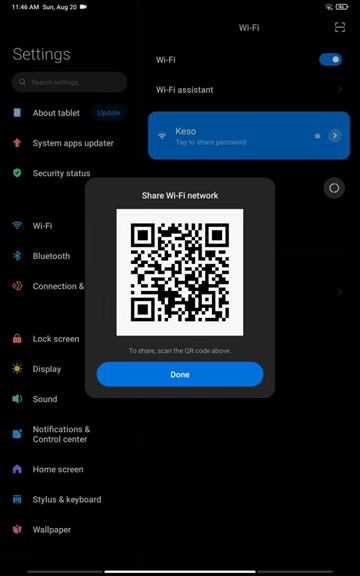 11:46 AM Sun, Aug 20
81
Settings
Search settings
About tablet
Update
System apps updater
Security status
Wi-Fi
Bluetooth
Connection &
Lock screen
Display
Sound
Notifications &
Control center
Home screen
Stylus & keyboard
Wallpaper
Wi-Fi
Wi-Fi
Wi-Fi assistant
Keso
Tap to share password
Share Wi-Fi network
To share, scan the QR code above.
Done